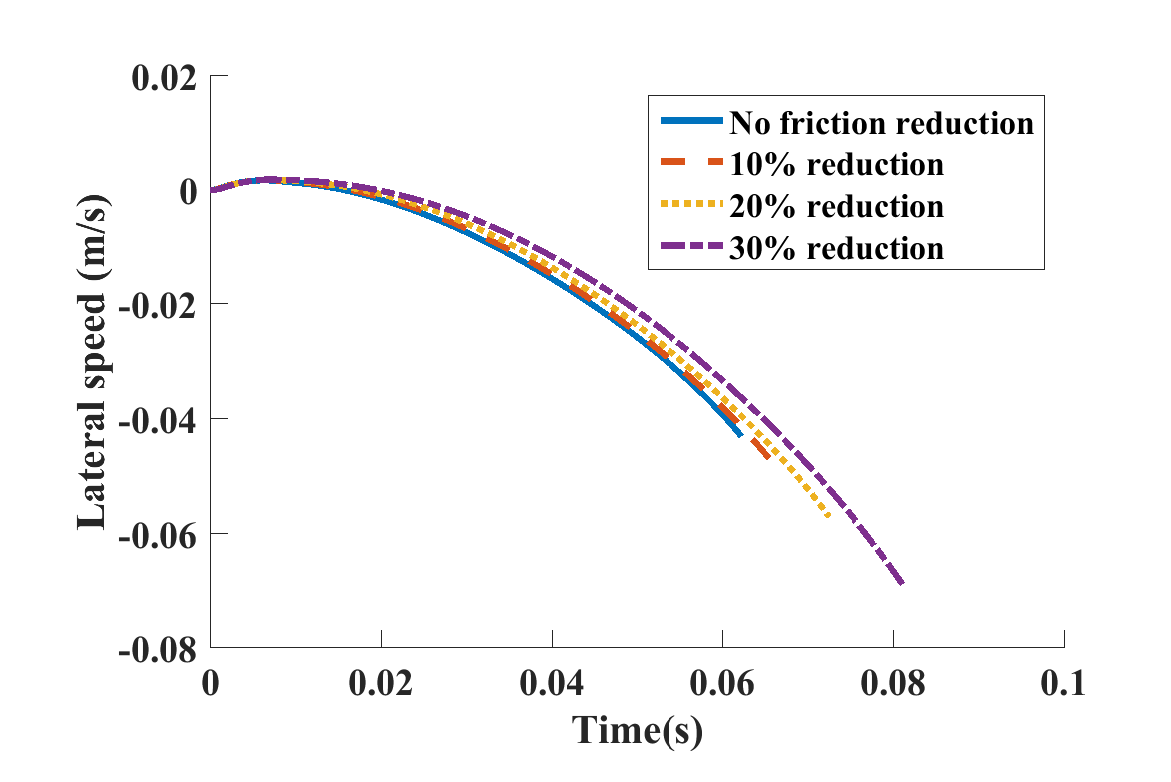 0.02
0
-0.02
-0.04
-0.06
-0.08
Lateral speed (m/s)
No friction reduction
10% reduction
20% reduction
30% reduction
0 0.02 0.04 0.06 0.08 0.1
Time(s)